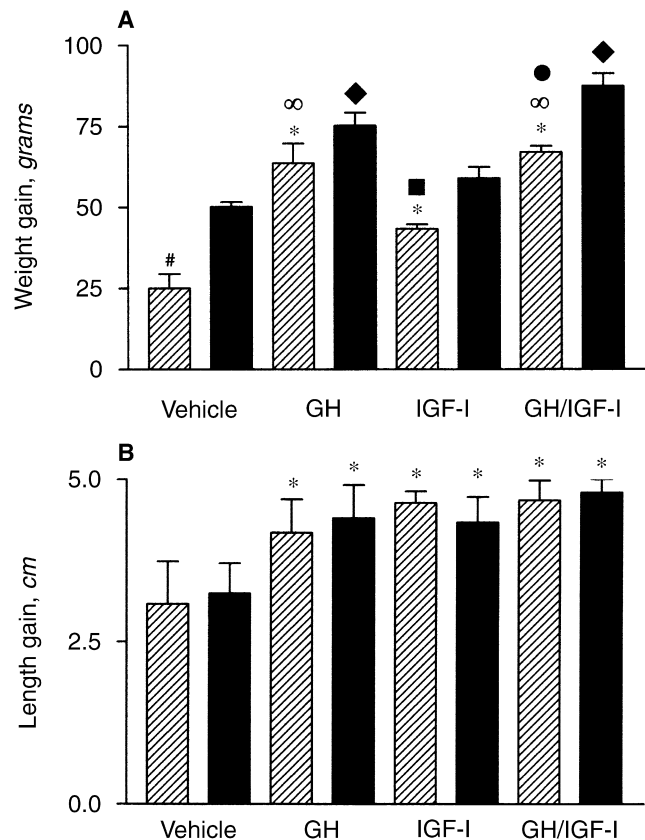 A
100
◆
●
∞
∞
◆
75
*
*
■
50
*
#
25
0
Weight gain, grams
Vehicle GH IGF-I GH/IGF-I
B
5.0
* * * * * *
2.5
0.0
Length gain, cm
Vehicle GH IGF-I GH/IGF-I